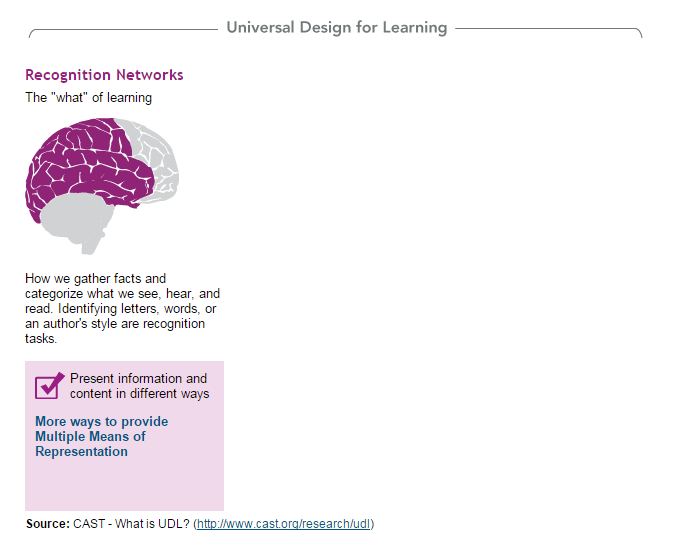 Universal Design for Learning
Recognition Networks
The "what" of learning
How we gather facts and
categorize what we see, hear, and
read. Identifying letters, words, or
an author's style are recognition
tasks.
Present information and
content in different ways
More ways to provide
Multiple Means of
Representation
Source: CAST - What is UDL? (http://www.cast.org/research/udl)